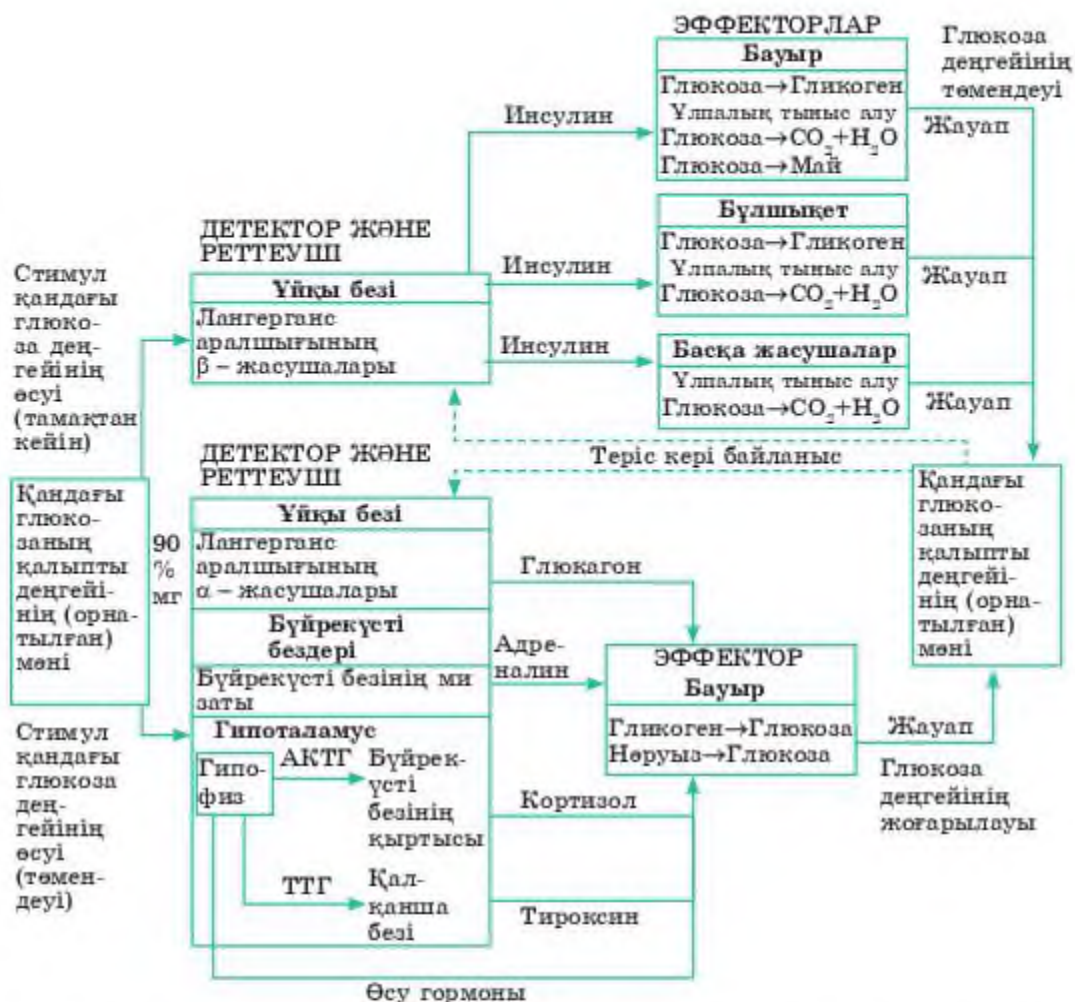 ЭФФЕКТОРЛАР
Бауыр
Глюкоза→Гликоген
Ұлпалық тыныс алу
Глюкоза→CO₂+H₂O
Глюкоза→Май
Глюкоза
деңгейінің
төмендеуі
Инсулин
Жауап
Бұлшықет
Глюкоза→Гликоген
Ұлпалық тыныс алу
Глюкоза→CO₂+H₂O
Инсулин
Жауап
Басқа жасушалар
Ұлпалық тыныс алу
Глюкоза→CO₂+H₂O
Инсулин
Жауап
ДЕТЕКТОР ЖӘНЕ
РЕТТЕУШІ
Ұйқы безі
Лангерганс
аралшығының
β – жасушалары
Стимул
қандағы
глюко-
за дең-
гейінің
өсуі
(тамақтан
кейін)
Теріс кері байланыс
ДЕТЕКТОР ЖӘНЕ
РЕТТЕУШІ
Қандағы
глюко-
заның
қалыпты
деңгейі-
нің (орна-
тылған)
мәні
90
%
мг
Ұйқы безі
Лангерганс
аралшығының
α – жасушалары
Глюкагон
Бүйрекүсті
бездері
Бүйрекүсті безінің ми
заты
Адре-
налин
Гипоталамус
Гипо-
физ
АКТГ
Бүйрек-
үсті
безінің
қыртысы
Кортизол
ТТГ
Қал-
қанша
безі
Тироксин
Өсу гормоны
ЭФФЕКТОР
Бауыр
Гликоген→Глюкоза
Нәруыз→Глюкоза
Жауап
Глюкоза
деңгейінің
жоғарылауы
Қандағы
глюко-
заның
қалыпты
деңгейі-
нің (орна-
тылған)
мәні
Стимул
қандағы
глюкоза
дең-
гейінің
өсуі
(төмен-
деуі)